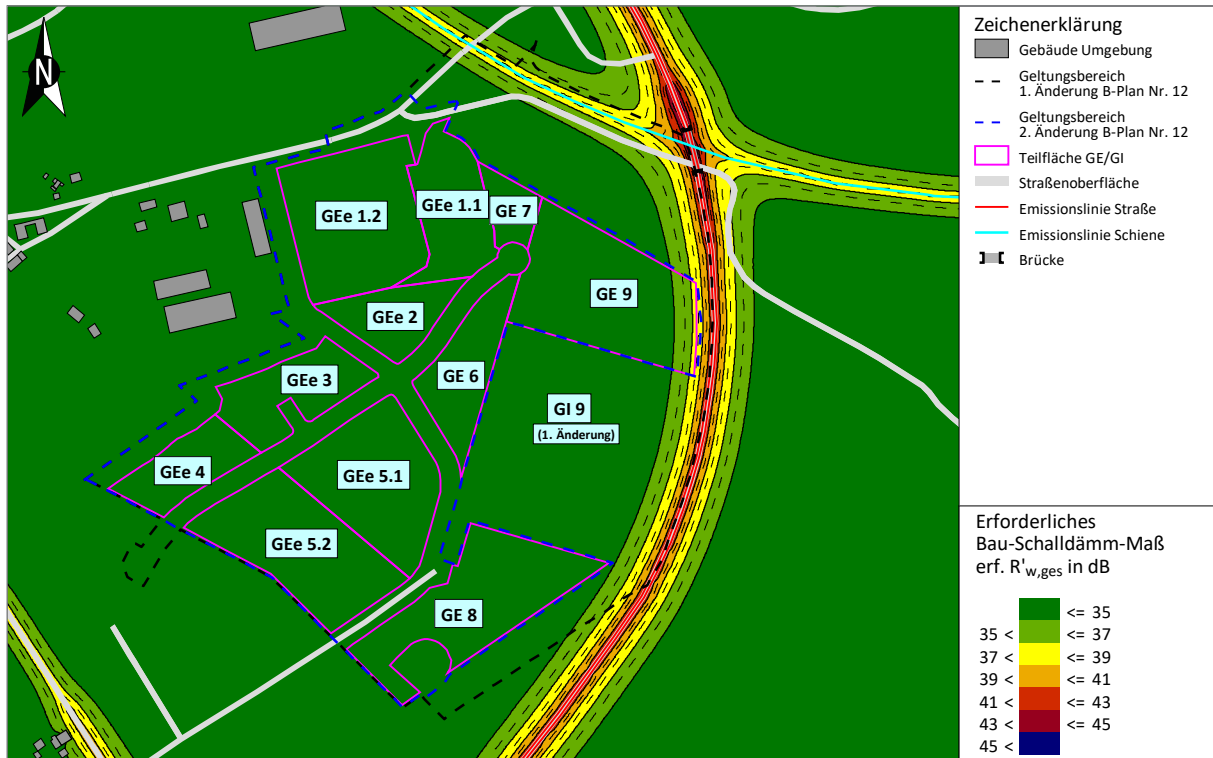 N
GEe 1.2
GEe 1.1
GE 7
GE 9
GEe 2
GEe 3
GE 6
GI 9
(1. Änderung)
GEe 4
GEe 5.1
GEe 5.2
GE 8
Zeichenerklärung
Gebäude Umgebung
Geltungsbereich
1. Änderung B-Plan Nr. 12
Geltungsbereich
2. Änderung B-Plan Nr. 12
Teilfläche GE/GI
Straßenoberfläche
Emissionslinie Straße
Emissionslinie Schiene
Brücke
Erforderliches
Bau-Schalldämm-Maß
erf. R'w,ges in dB
<= 35
35 < <= 37
37 < <= 39
39 < <= 41
41 < <= 43
43 < <= 45
45 <